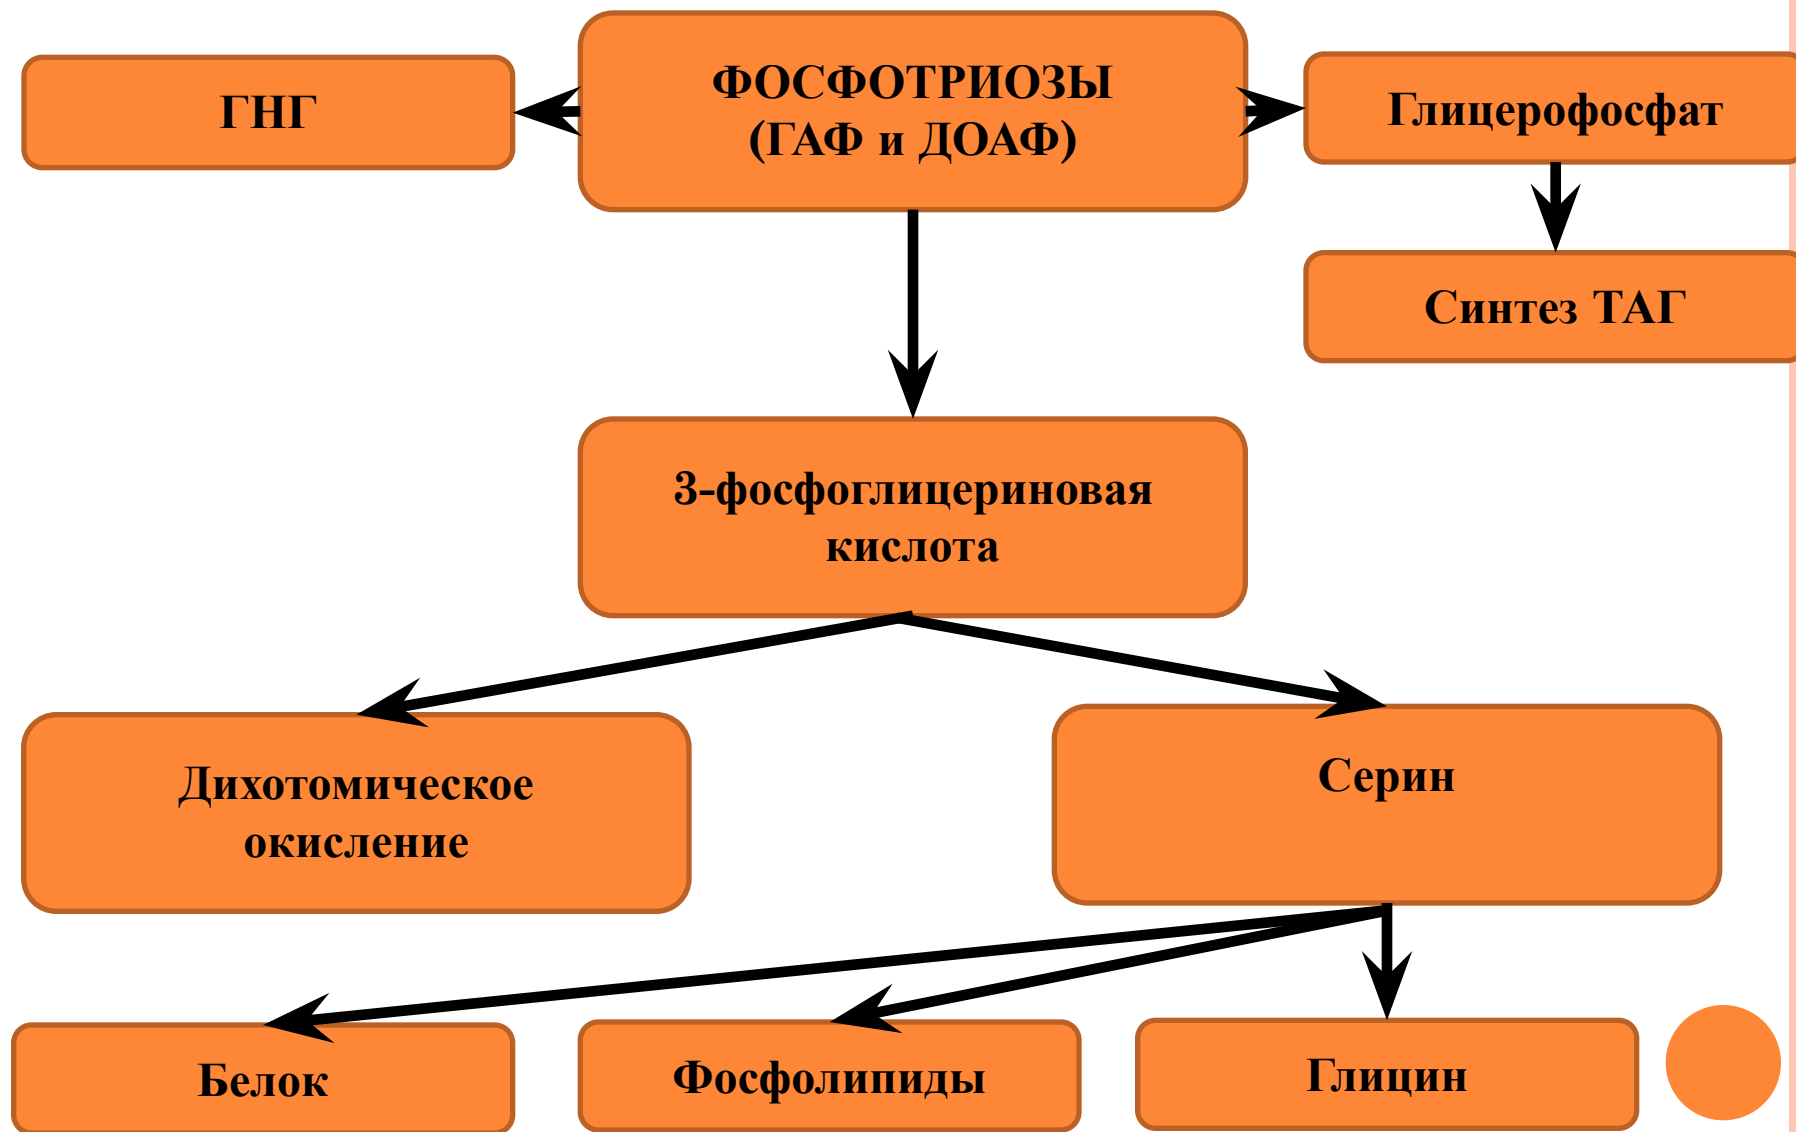 ГНГ
ФОСФОТРИОЗЫ
(ГАФ и ДОАФ)
Глицерофосфат
Синтез ТАГ
3-фосфоглицериновая
кислота
Дихотомическое
окисление
Серин
Белок
Фосфолипиды
Глицин